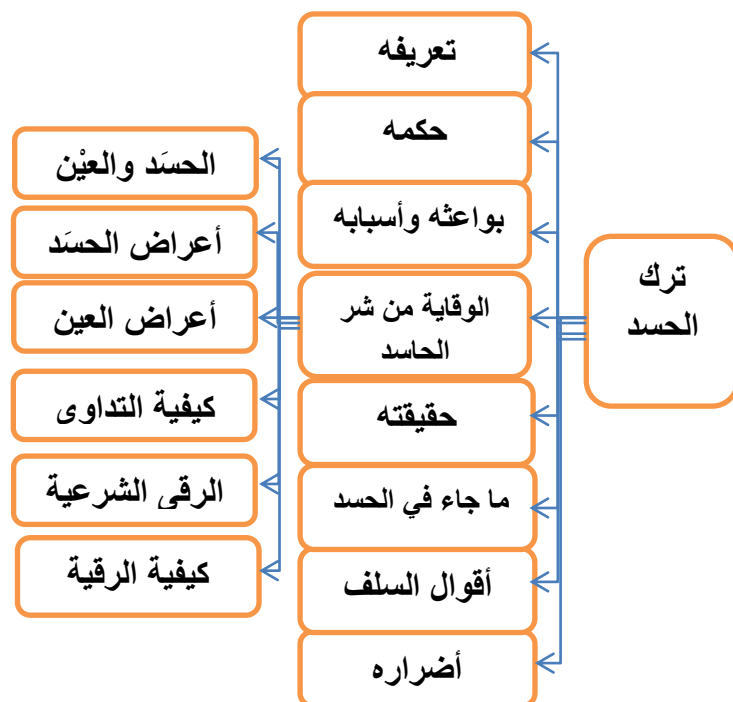 ترك
الحسد
تعريفه
حكمه
بواعثه وأسبابه
الوقاية من شر
الحاسد
حقيقته
ما جاء في الحسد
أقوال السلف
أضراره
الحسَد والعيْن
أعراض الحسَد
أعراض العين
كيفية التداوى
الرقى الشرعية
كيفية الرقية